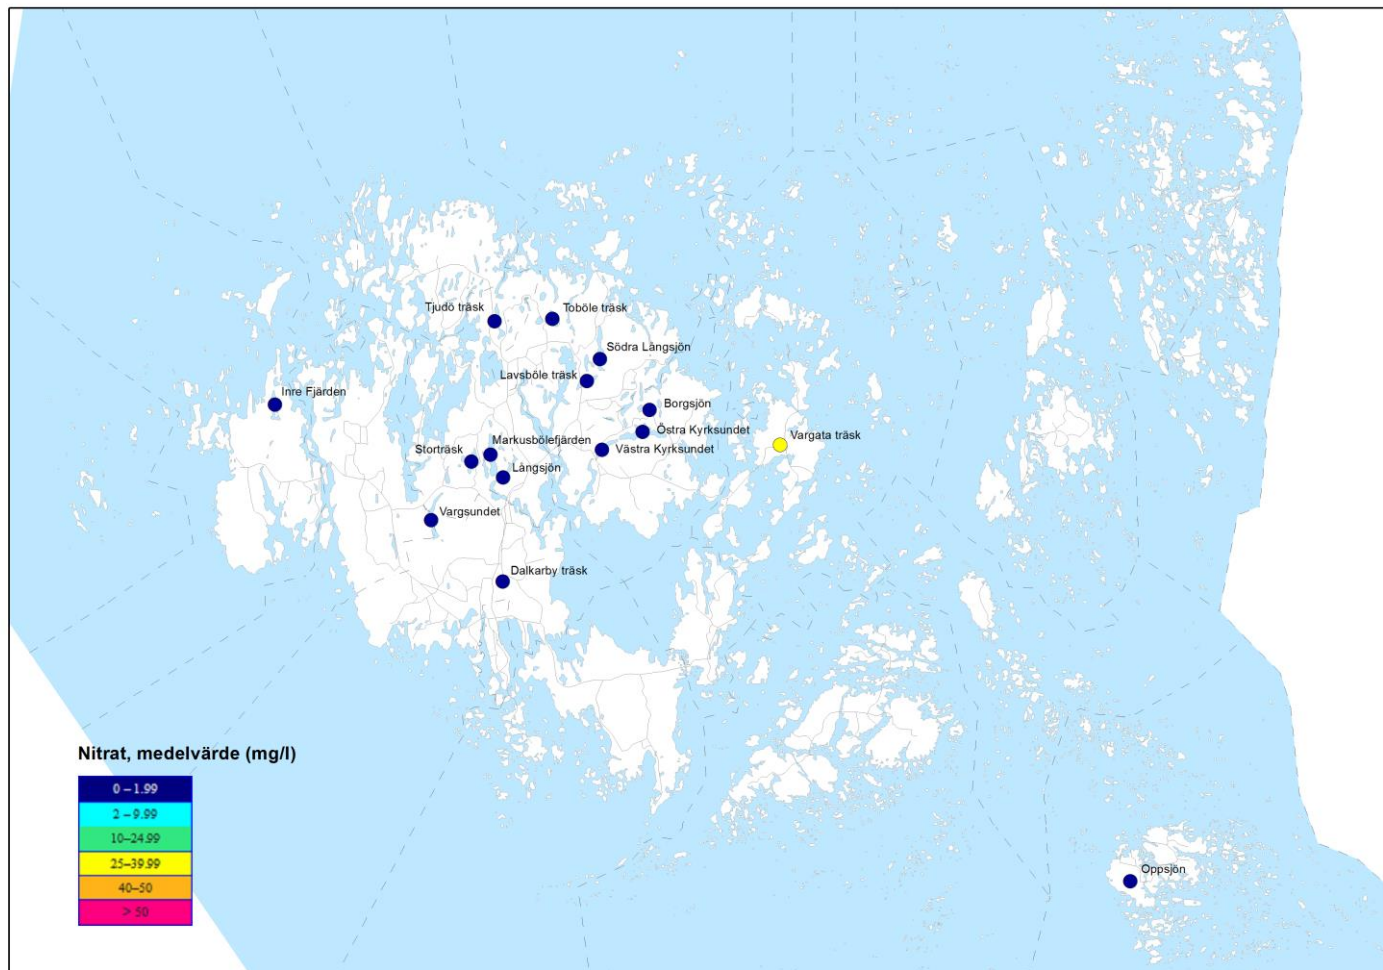 Tjudö träsk
Toböle träsk
Södra Långsjön
Lavsböle träsk
Inre Fjärden
Borgsjön
Östra Kyrksundet
Vargata träsk
Markusbölefjärden
Storträsk
Västra Kyrksundet
Långsjön
Vargsundet
Dalkarby träsk
Oppsjön
Nitrat, medelvärde (mg/l)
0 – 1.99
2 – 9.99
10–24.99
25–39.99
40–50
> 50